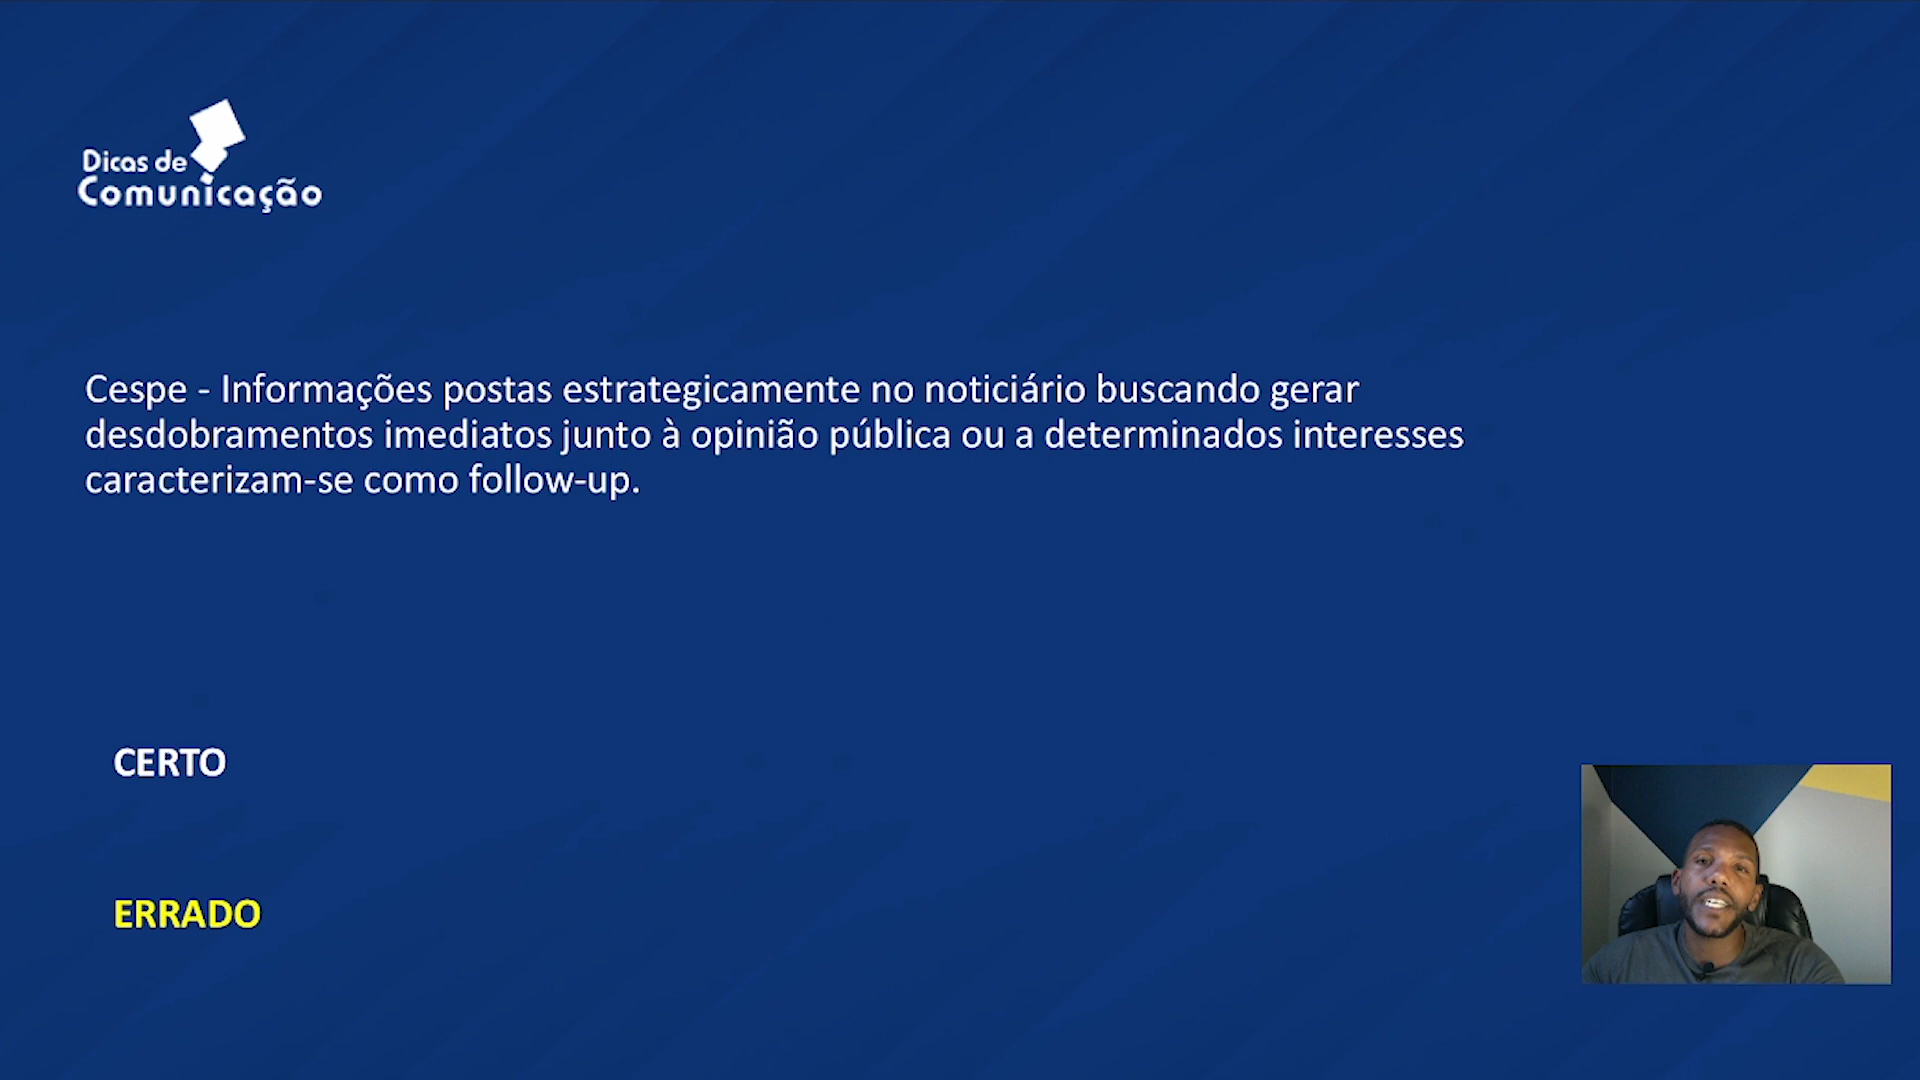 Dicas de
Comunicação
Cespe - Informações postas estrategicamente no noticiário buscando gerar
desdobramentos imediatos junto à opinião pública ou a determinados interesses
caracterizam-se como follow-up.
CERTO
ERRADO